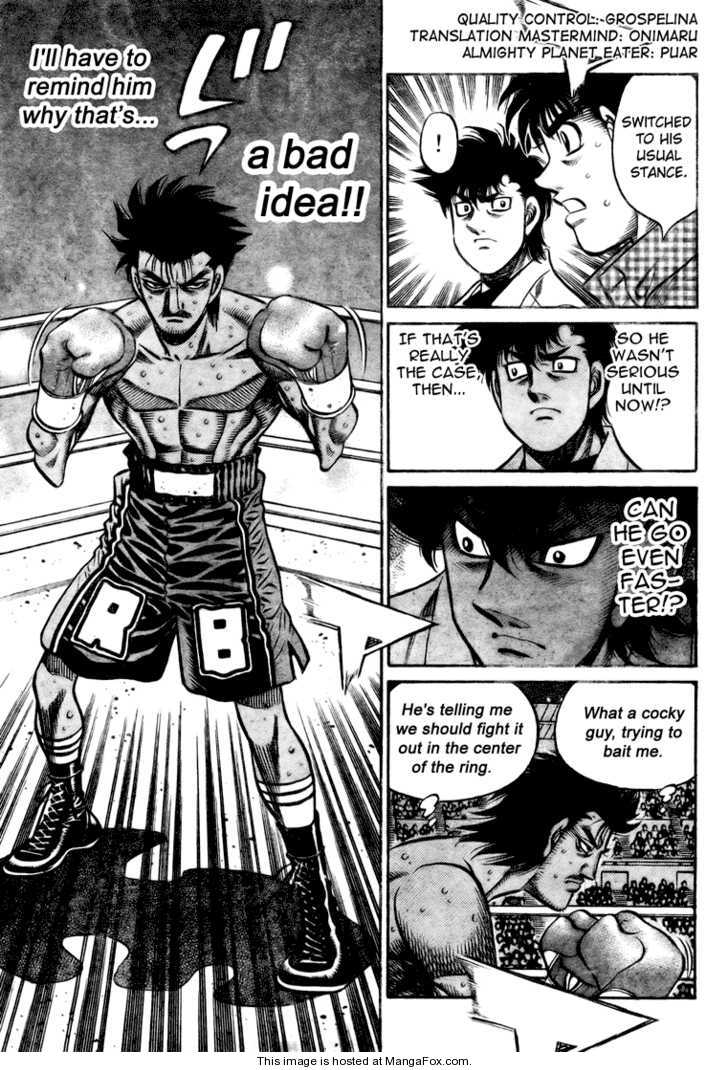 QUALITY CONTROL: GROSPELINA
TRANSLATION MASTERMIND: ONIMARU
ALMIGHTY PLANET EATER: PUAR
SWITCHED
TO HIS
USUAL
STANCE.
!
SO HE
WASN'T
SERIOUS
UNTIL
NOW!?
IF THAT'S
REALLY
THE CASE,
THEN...
CAN
HE GO
EVEN
FAS-
TER!?
What a cocky
guy, trying to
bait me.
He's telling me
we should fight it
out in the center
of the ring.
I'll have to
remind him
why that's...
a bad
idea!!
ビッ
B B
This image is hosted at MangaFox.com.